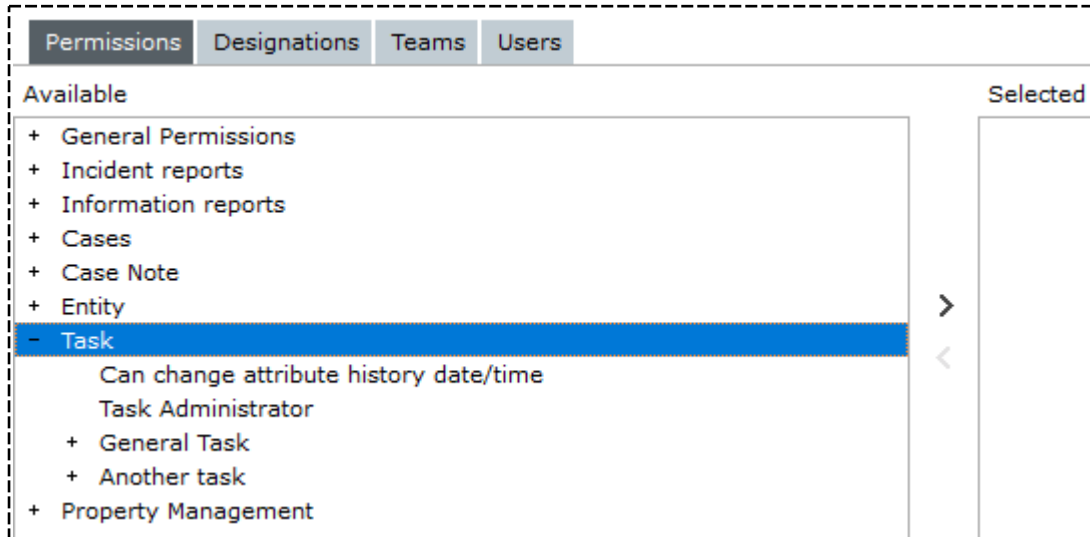 Permissions Designations Teams Users
Available Selected
+ General Permissions
+ Incident reports
+ Information reports
+ Cases
+ Case Note
+ Entity
- Task
Can change attribute history date/time
Task Administrator
+ General Task
+ Another task
+ Property Management